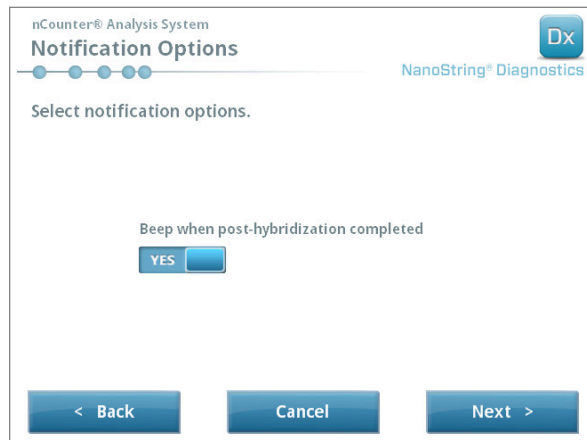 nCounter® Analysis System
Notification Options
Dx
NanoString® Diagnostics
Select notification options.
Beep when post-hybridization completed
YES
< Back
Cancel
Next >